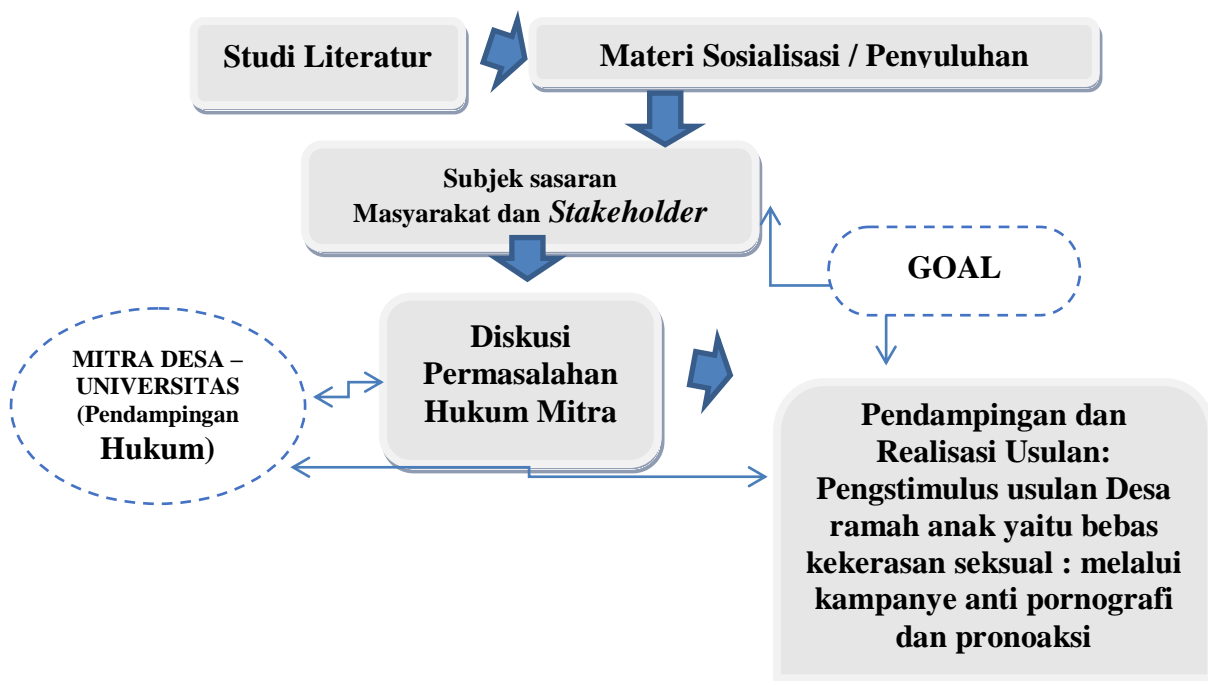 Studi Literatur
Materi Sosialisasi / Penyuluhan
Subjek sasaran
Masyarakat dan Stakeholder
GOAL
MITRA DESA –
UNIVERSITAS
(Pendampingan
Hukum)
Diskusi
Permasalahan
Hukum Mitra
Pendampingan dan
Realisasi Usulan:
Pengstimulus usulan Desa
ramah anak yaitu bebas
kekerasan seksual : melalui
kampanye anti pornografi
dan pronoaksi